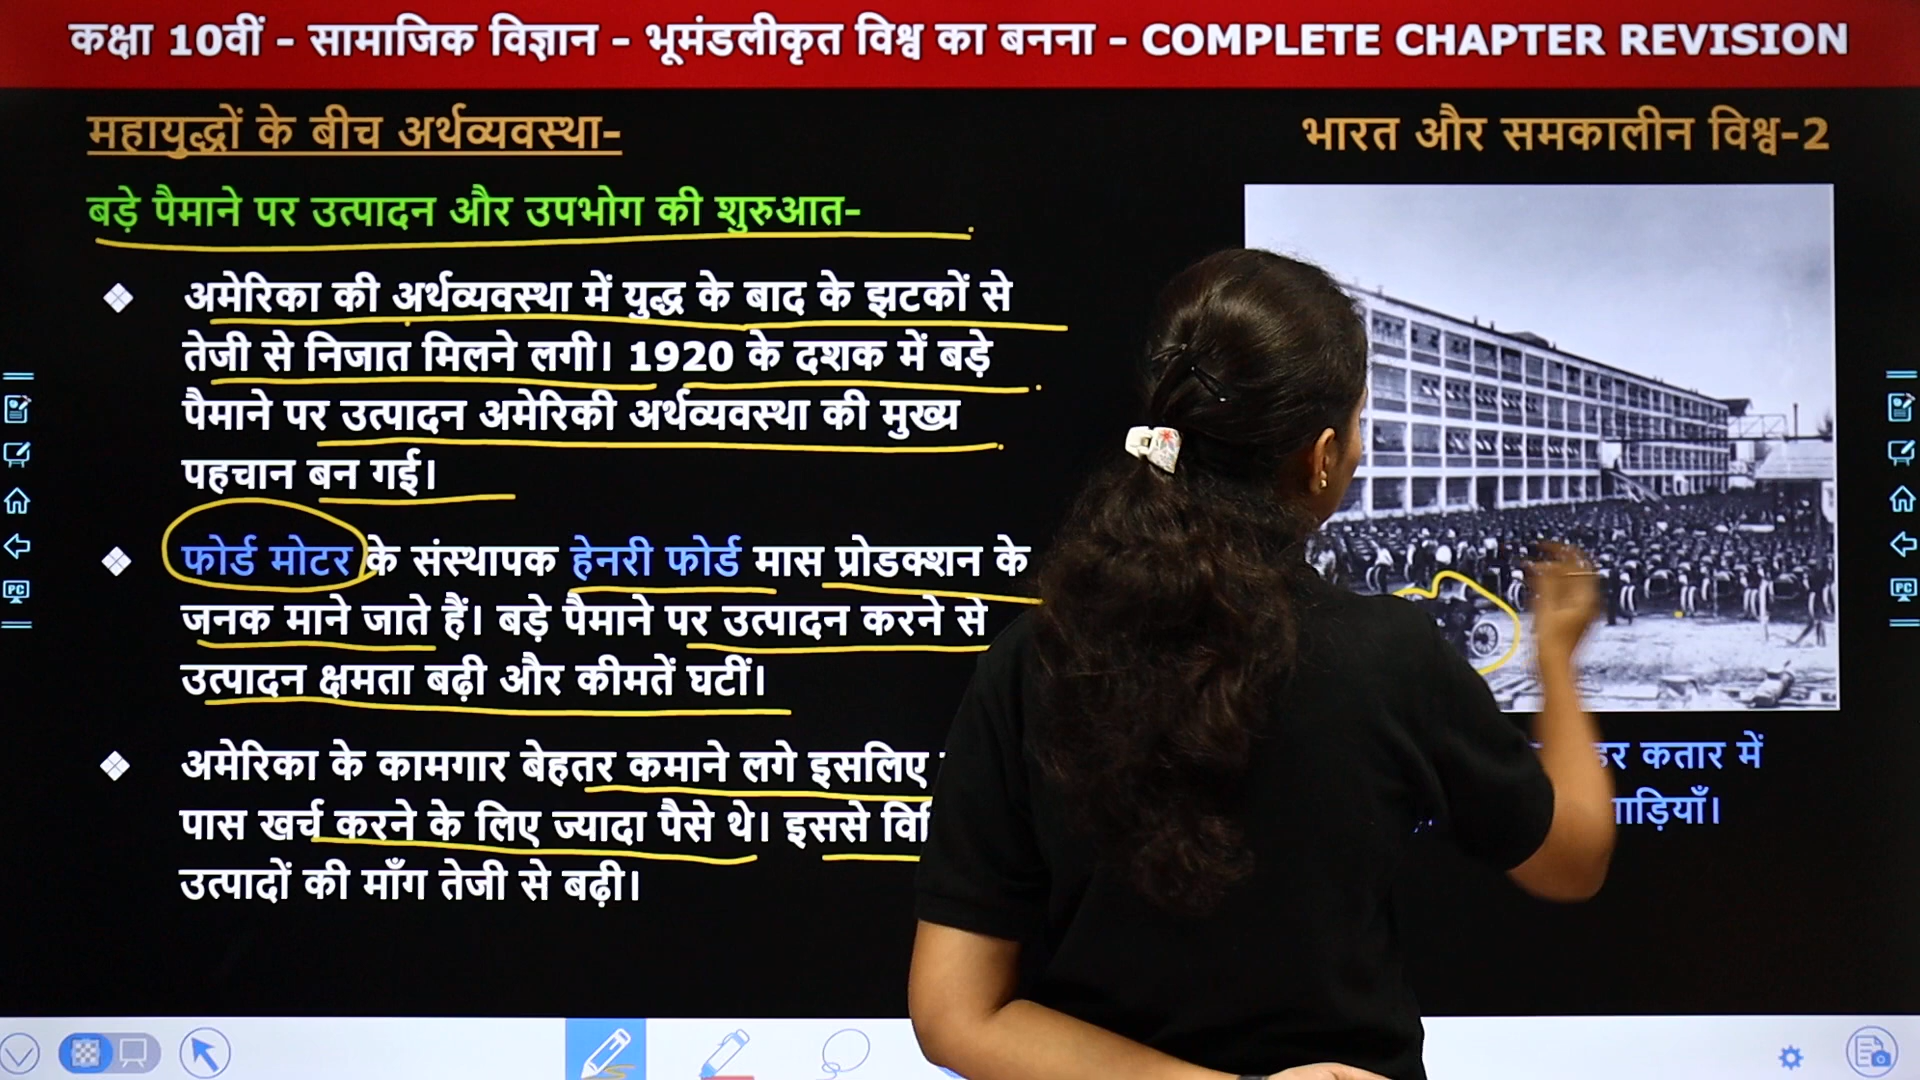 कक्षा 10वीं - सामाजिक विज्ञान - भूमंडलीकृत विश्व का बनना - COMPLETE CHAPTER REVISION
महायुद्धों के बीच अर्थव्यवस्था-
भारत और समकालीन विश्व-2
बड़े पैमाने पर उत्पादन और उपभोग की शुरुआत-
अमेरिका की अर्थव्यवस्था में युद्ध के बाद के झटकों से
तेजी से निजात मिलने लगी। 1920 के दशक में बड़े
पैमाने पर उत्पादन अमेरिकी अर्थव्यवस्था की मुख्य
पहचान बन गई।
फोर्ड मोटर के संस्थापक हेनरी फोर्ड मास प्रोडक्शन के
जनक माने जाते हैं। बड़े पैमाने पर उत्पादन करने से
उत्पादन क्षमता बढ़ी और कीमतें घटीं।
अमेरिका के कामगार बेहतर कमाने लगे इसलिए
पास खर्च करने के लिए ज्यादा पैसे थे। इससे
उत्पादों की माँग तेजी से बढ़ी।
कतार में
PC
PC